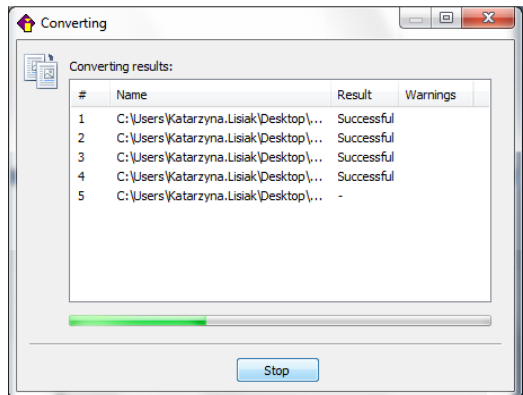 Converting
Converting results:
# Name Result Warnings
1 C:\Users\Katarzyna.Lisiak\Desktop\... Successful
2 C:\Users\Katarzyna.Lisiak\Desktop\... Successful
3 C:\Users\Katarzyna.Lisiak\Desktop\... Successful
4 C:\Users\Katarzyna.Lisiak\Desktop\... Successful
5 C:\Users\Katarzyna.Lisiak\Desktop\... -
Stop